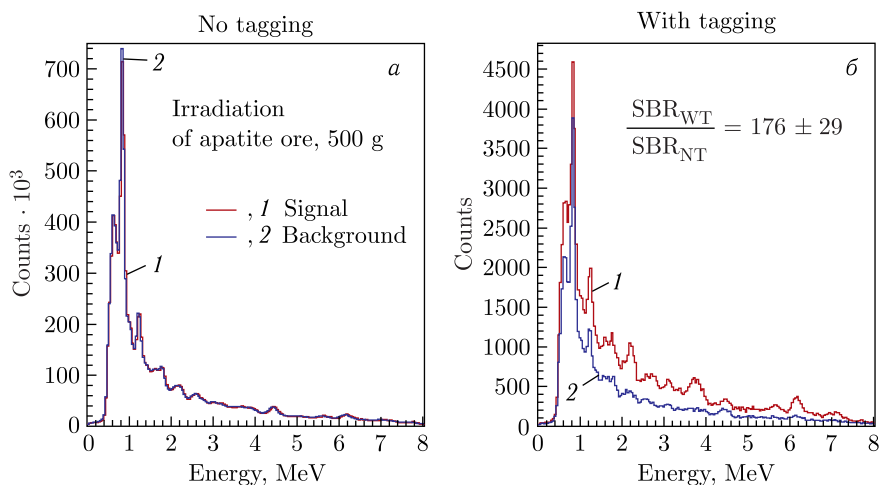 No tagging
700
600
500
400
300
200
100
0
Counts · 10³
0 1 2 3 4 5 6 7 8
Energy, MeV
2
а
Irradiation
of apatite ore, 500 g
, 1 Signal
, 2 Background
1
With tagging
4500
4000
3500
3000
2500
2000
1500
1000
500
0
Counts
0 1 2 3 4 5 6 7 8
Energy, MeV
б
SBR_WT
SBR_NT
= 176 ± 29
1
2